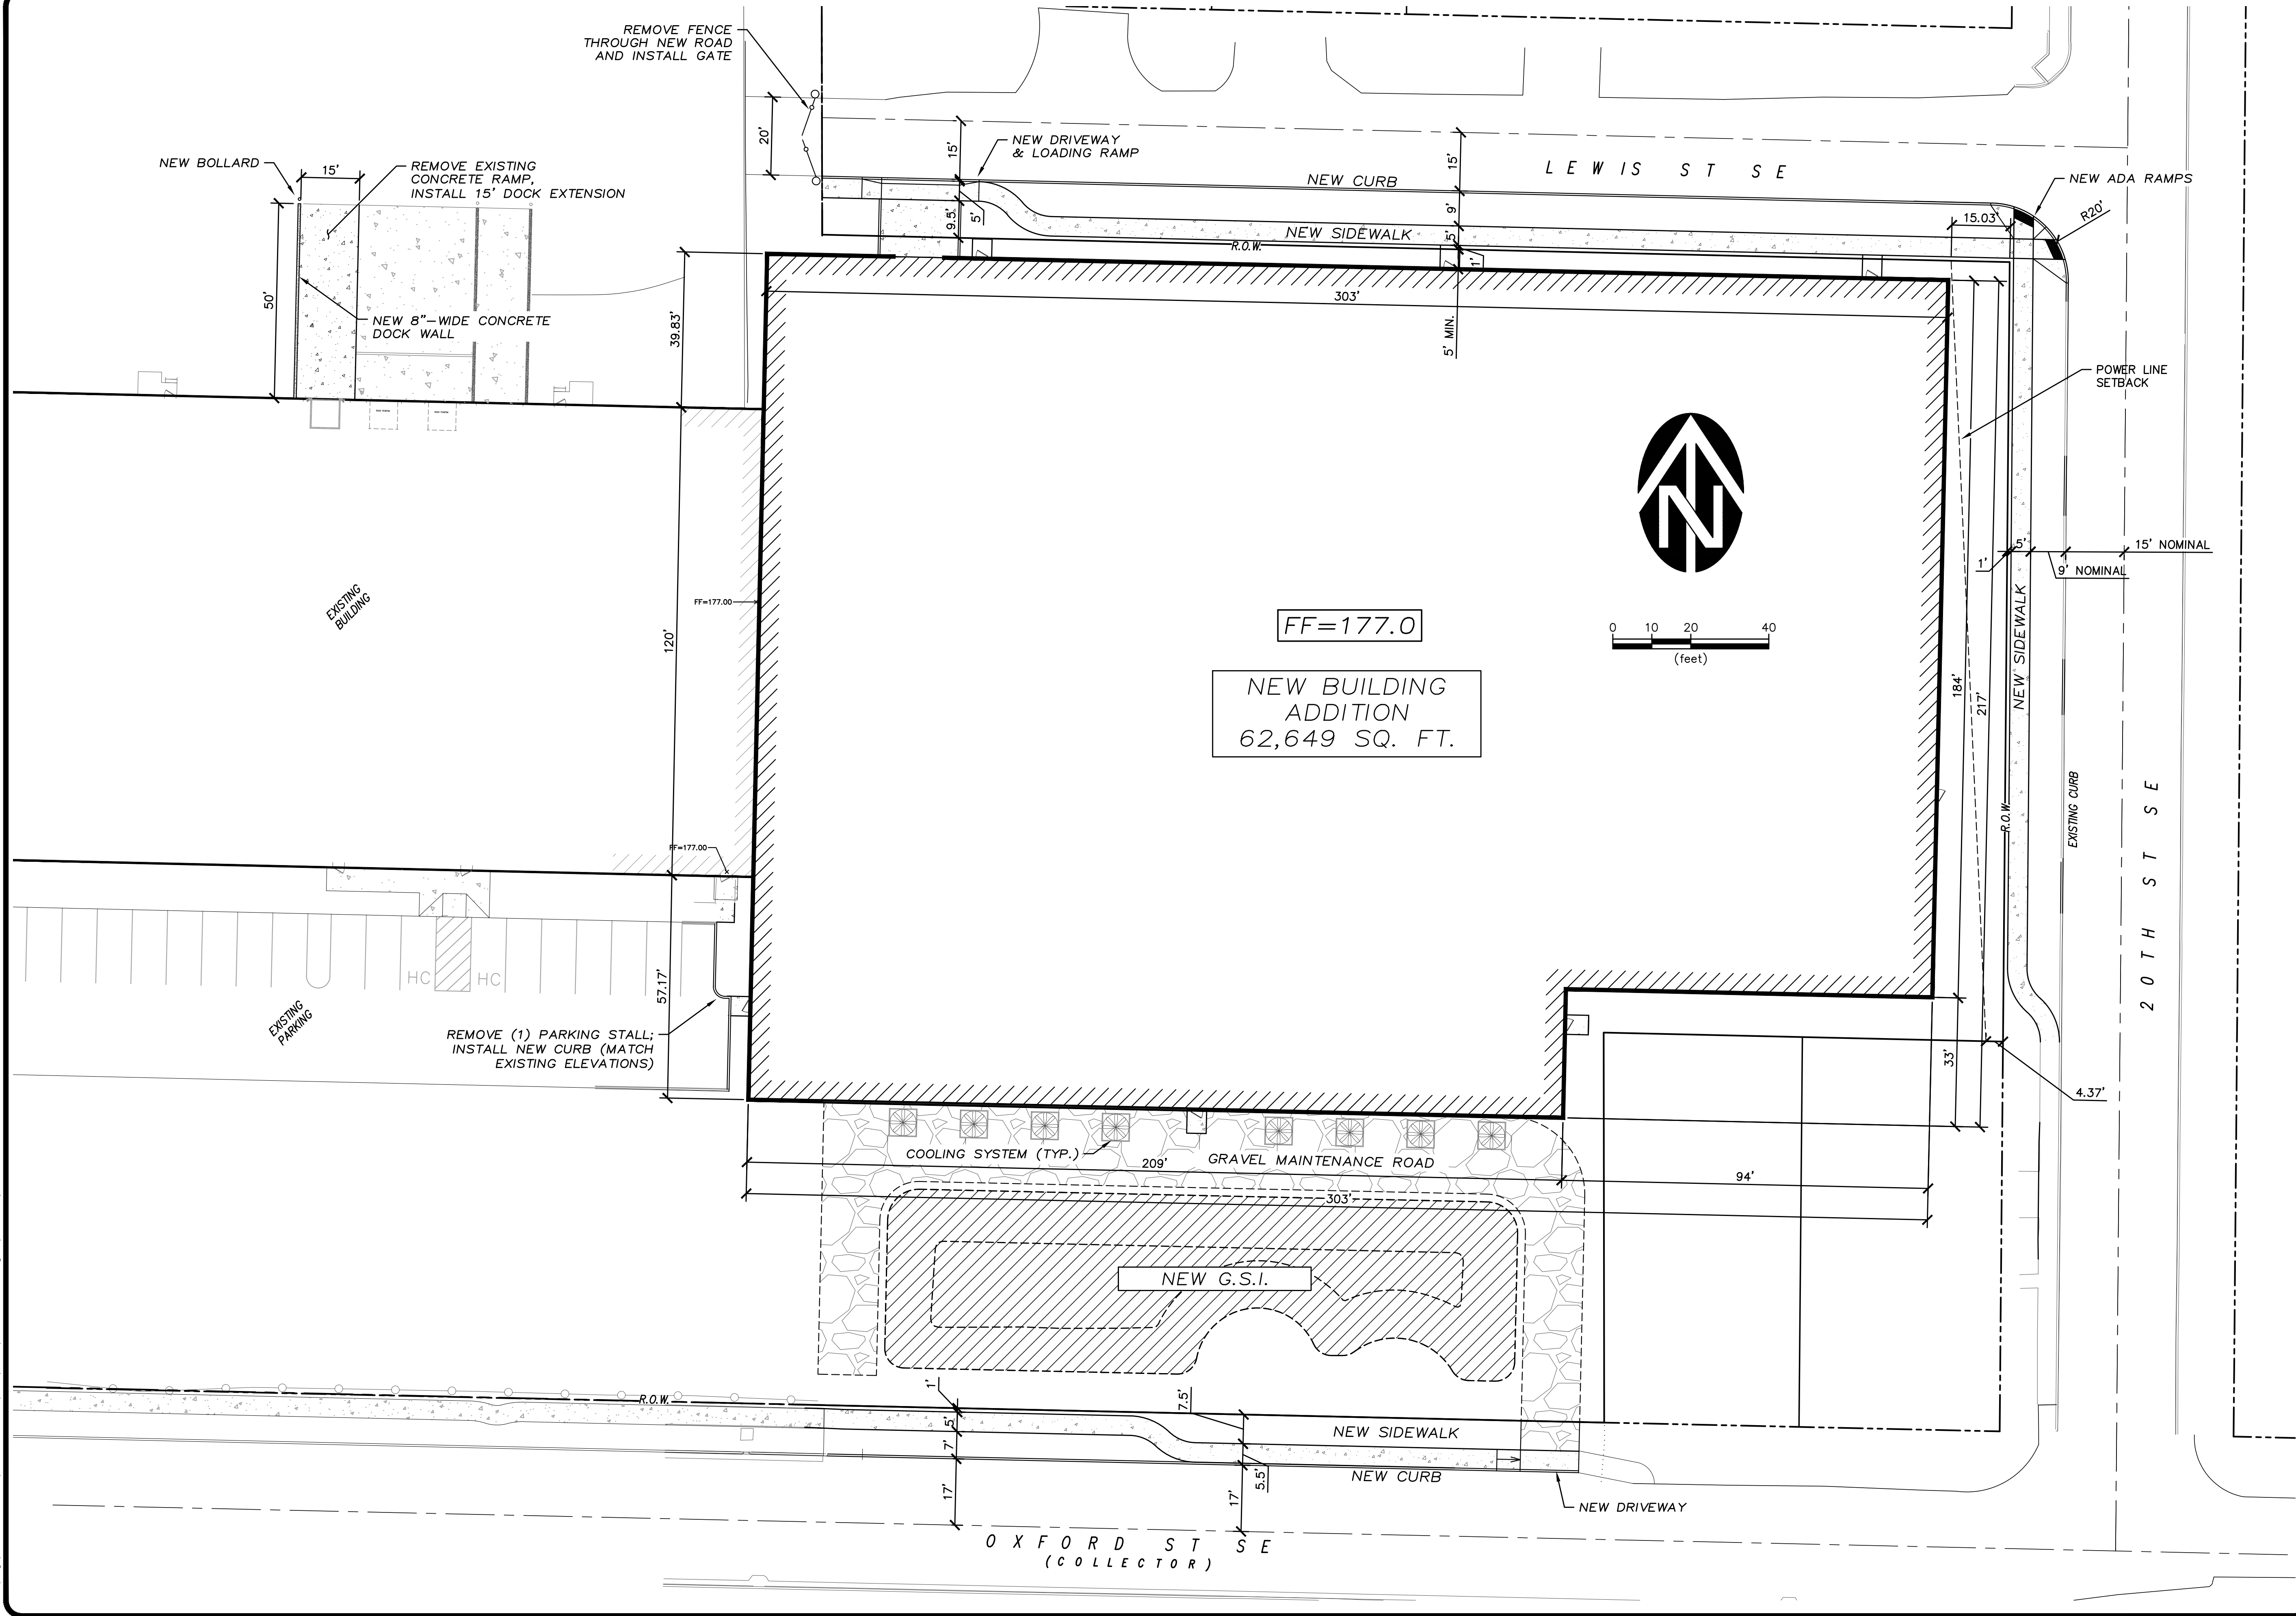 REMOVE FENCE
THROUGH NEW ROAD
AND INSTALL GATE
20'
15'
NEW DRIVEWAY
& LOADING RAMP
15'
LEWIS ST SE
NEW BOLLARD
15'
REMOVE EXISTING
CONCRETE RAMP,
INSTALL 15' DOCK EXTENSION
NEW CURB
NEW ADA RAMPS
R20'
9.5'
5'
9'
15.03'
NEW SIDEWALK
5'
R.O.W.
1'
303'
5' MIN.
50'
NEW 8"-WIDE CONCRETE
DOCK WALL
39.83'
POWER LINE
SETBACK
N
15' NOMINAL
5'
1'
9' NOMINAL
EXISTING
BUILDING
FF=177.00
120'
FF=177.0
0 10 20 40
(feet)
NEW BUILDING
ADDITION
62,649 SQ. FT.
184'
217'
NEW SIDEWALK
R.O.W.
EXISTING CURB
20TH ST SE
FF=177.00
HC
HC
57.17'
EXISTING
PARKING
REMOVE (1) PARKING STALL;
INSTALL NEW CURB (MATCH
EXISTING ELEVATIONS)
33'
4.37'
COOLING SYSTEM (TYP.)
209'
GRAVEL MAINTENANCE ROAD
94'
303'
NEW G.S.I.
R.O.W.
1'
7.5'
5'
7'
NEW SIDEWALK
NEW CURB
17'
17'
5.5'
NEW DRIVEWAY
OXFORD ST SE
(COLLECTOR)